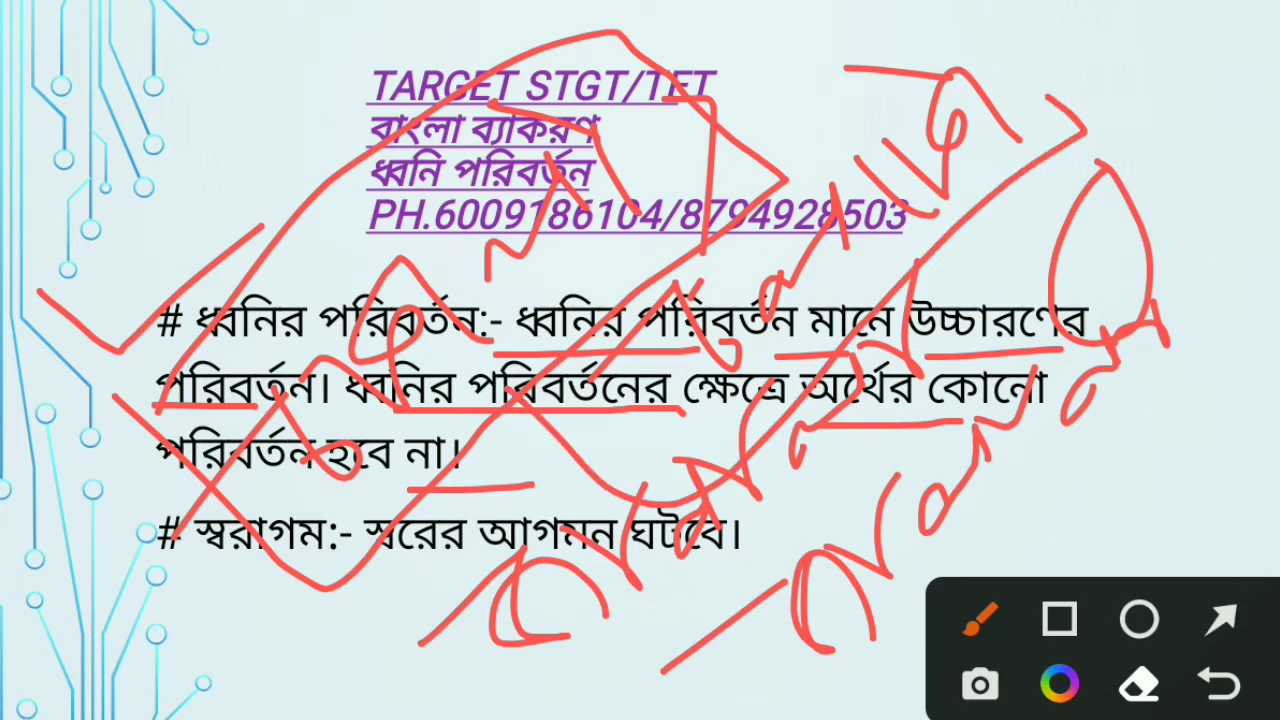 TARGET STGT/TET
বাংলা ব্যাকরণ
ধ্বনি পরিবর্তন
PH.6009186104/8794928503
# ধ্বনির পরিবর্তন:- ধ্বনির পরিবর্তন মানে উচ্চারণের
পরিবর্তন। ধ্বনির পরিবর্তনের ক্ষেত্রে অর্থের কোনো
পরিবর্তন হবে না।
# স্বরাগম:- স্বরের আগমন ঘটবে।